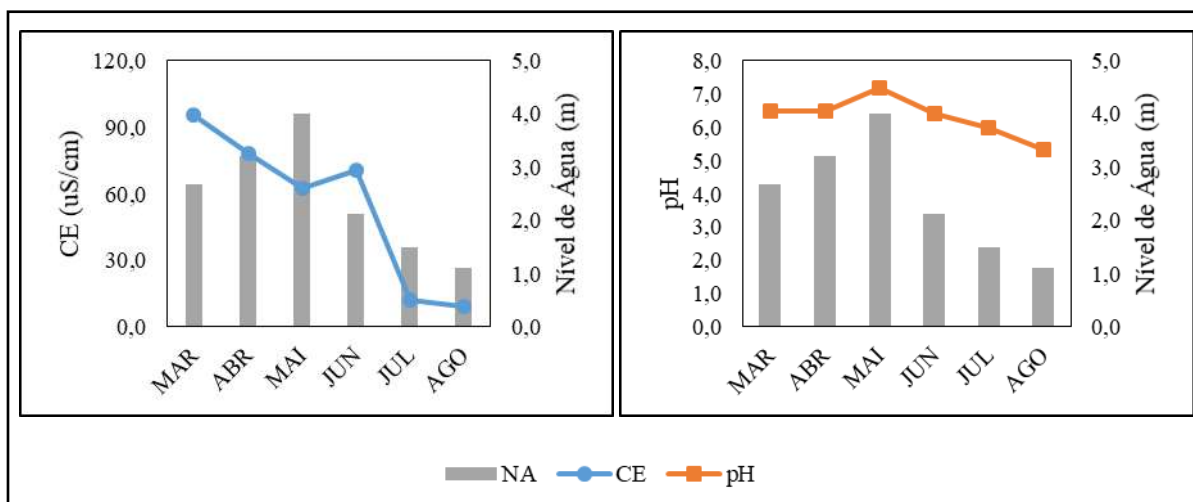 CE (uS/cm)
120,0
90,0
60,0
30,0
0,0
5,0
4,0
3,0
2,0
1,0
0,0
Nível de Água (m)
MAR
ABR
MAI
JUN
JUL
AGO
pH
8,0
7,0
6,0
5,0
4,0
3,0
2,0
1,0
0,0
5,0
4,0
3,0
2,0
1,0
0,0
Nível de Água (m)
MAR
ABR
MAI
JUN
JUL
AGO
NA CE pH